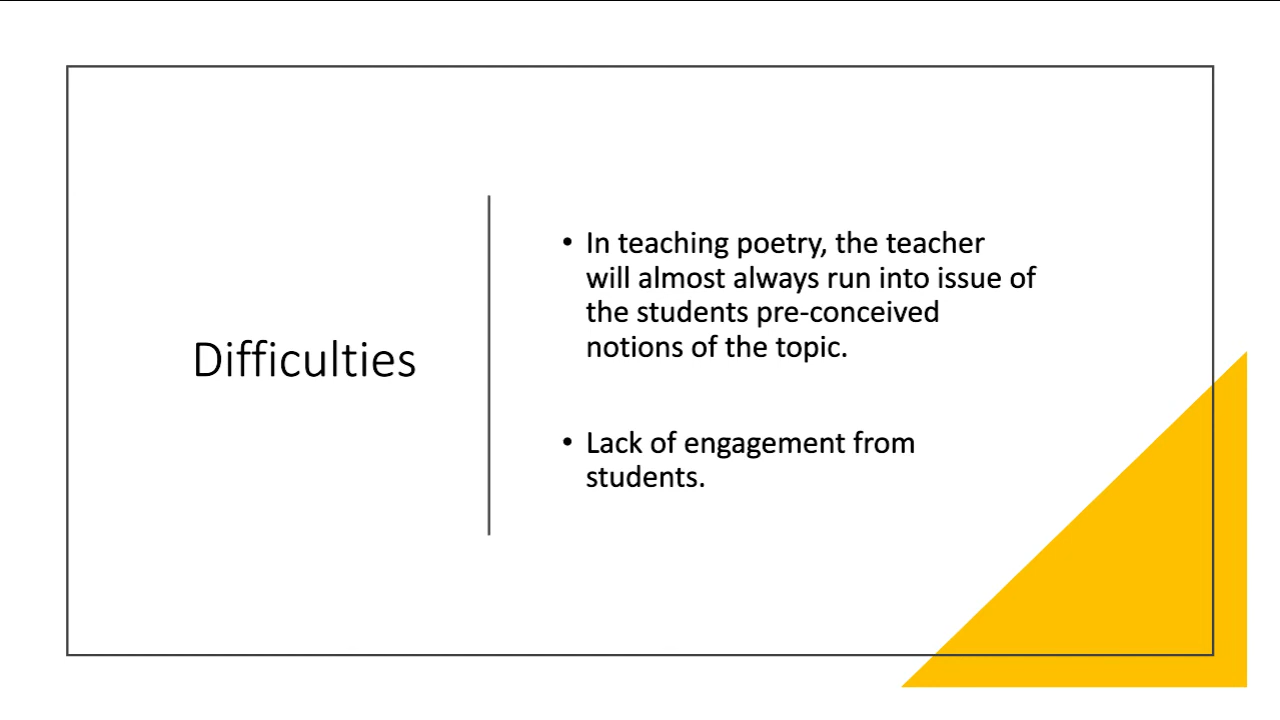 Difficulties
• In teaching poetry, the teacher
will almost always run into issue of
the students pre-conceived
notions of the topic.
• Lack of engagement from
students.